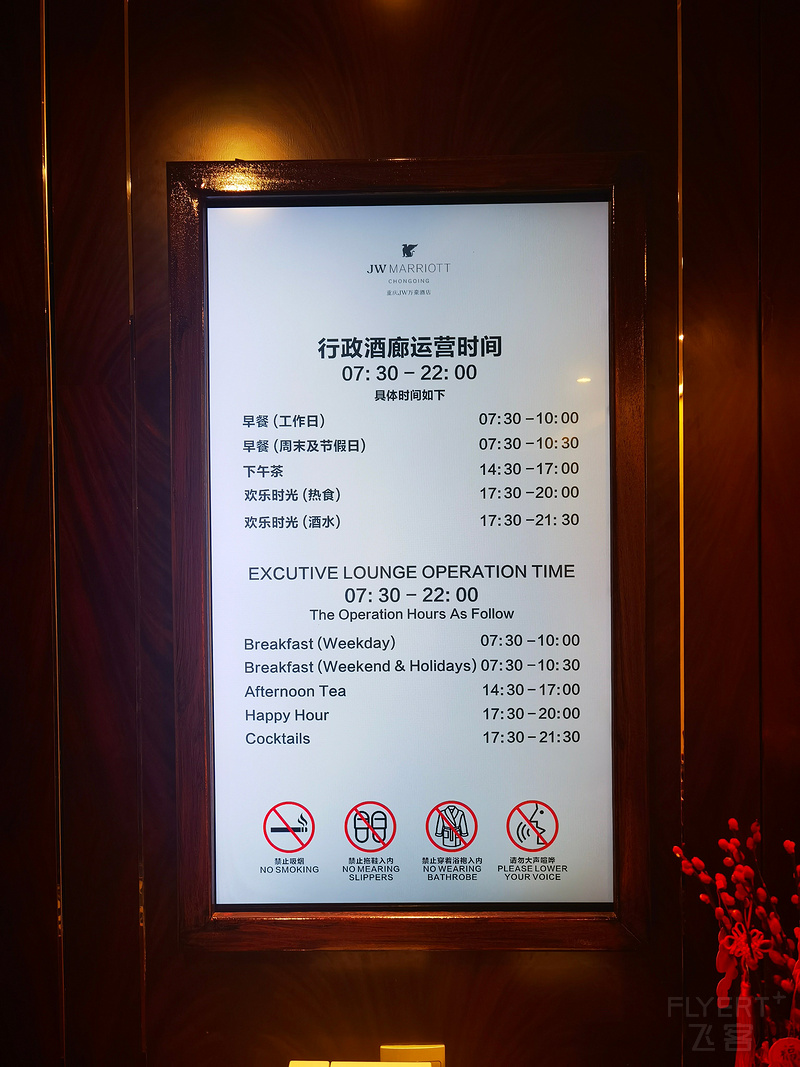 JW MARRIOTT
CHONGQING
重庆JW万豪酒店
行政酒廊运营时间
07: 30 – 22: 00
具体时间如下
早餐 (工作日) 07:30 – 10: 00
早餐 (周末及节假日) 07:30 – 10:30
下午茶 14:30 – 17:00
欢乐时光 (热食) 17:30 – 20:00
欢乐时光 (酒水) 17:30 – 21: 30
EXCUTIVE LOUNGE OPERATION TIME
07: 30 – 22: 00
The Operation Hours As Follow
Breakfast (Weekday) 07:30 – 10:00
Breakfast (Weekend & Holidays) 07:30 – 10:30
Afternoon Tea 14:30 – 17:00
Happy Hour 17:30 – 20:00
Cocktails 17:30 – 21:30
禁止吸烟 禁止拖鞋入内 禁止穿着浴袍入内 请勿大声喧哗
NO SMOKING NO MEARING NO WEARING PLEASE LOWER
SLIPPERS BATHROBE YOUR VOICE
FLYERT+
飞客